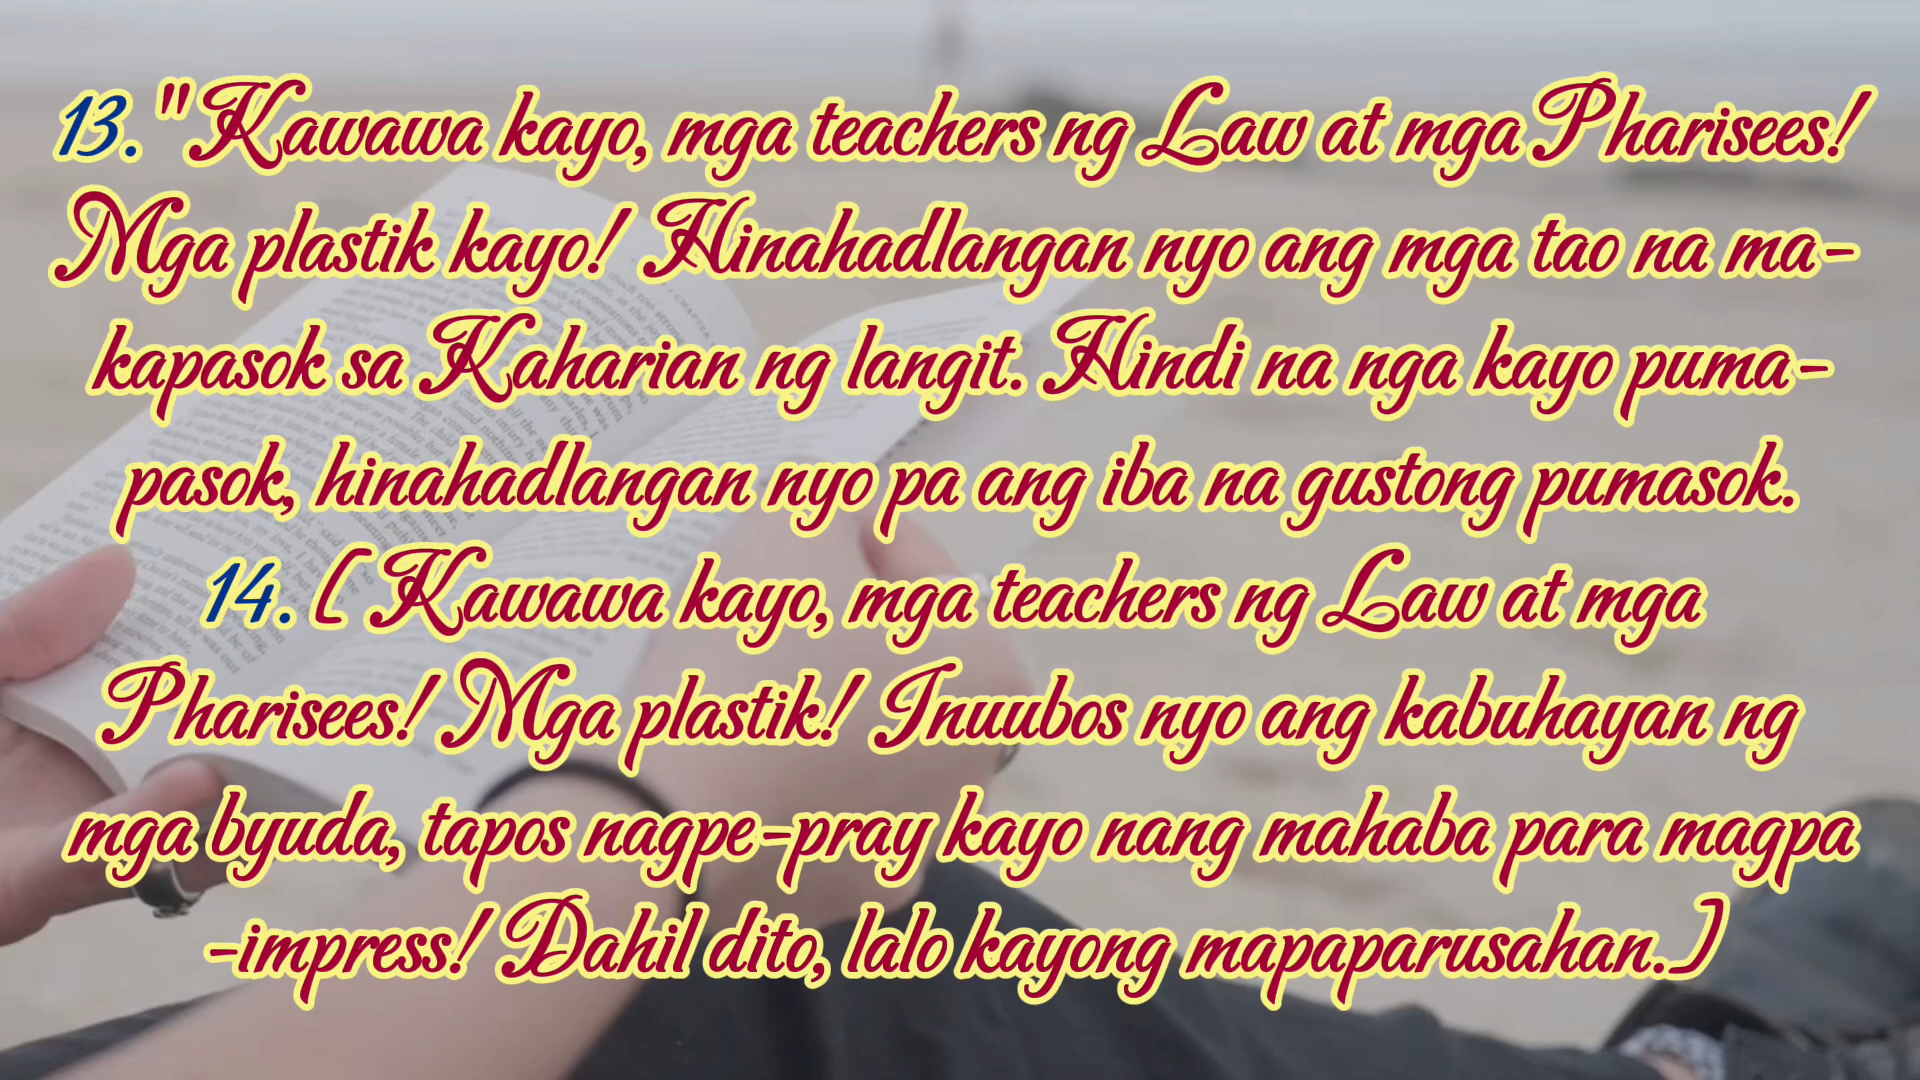 13. "Kawawa kayo, mga teachers ng Law at mga Pharisees!
Mga plastik kayo! Hinahadlangan nyo ang mga tao na ma-
kapasok sa Kaharian ng langit. Hindi na nga kayo puma-
pasok, hinahadlangan nyo pa ang iba na gustong pumasok.
14. [ Kawawa kayo, mga teachers ng Law at mga
Pharisees! Mga plastik! Inuubos nyo ang kabuhayan ng
mga byuda, tapos nagpe-pray kayo nang mahaba para magpa
-impress! Dahil dito, lalo kayong mapaparusahan.]